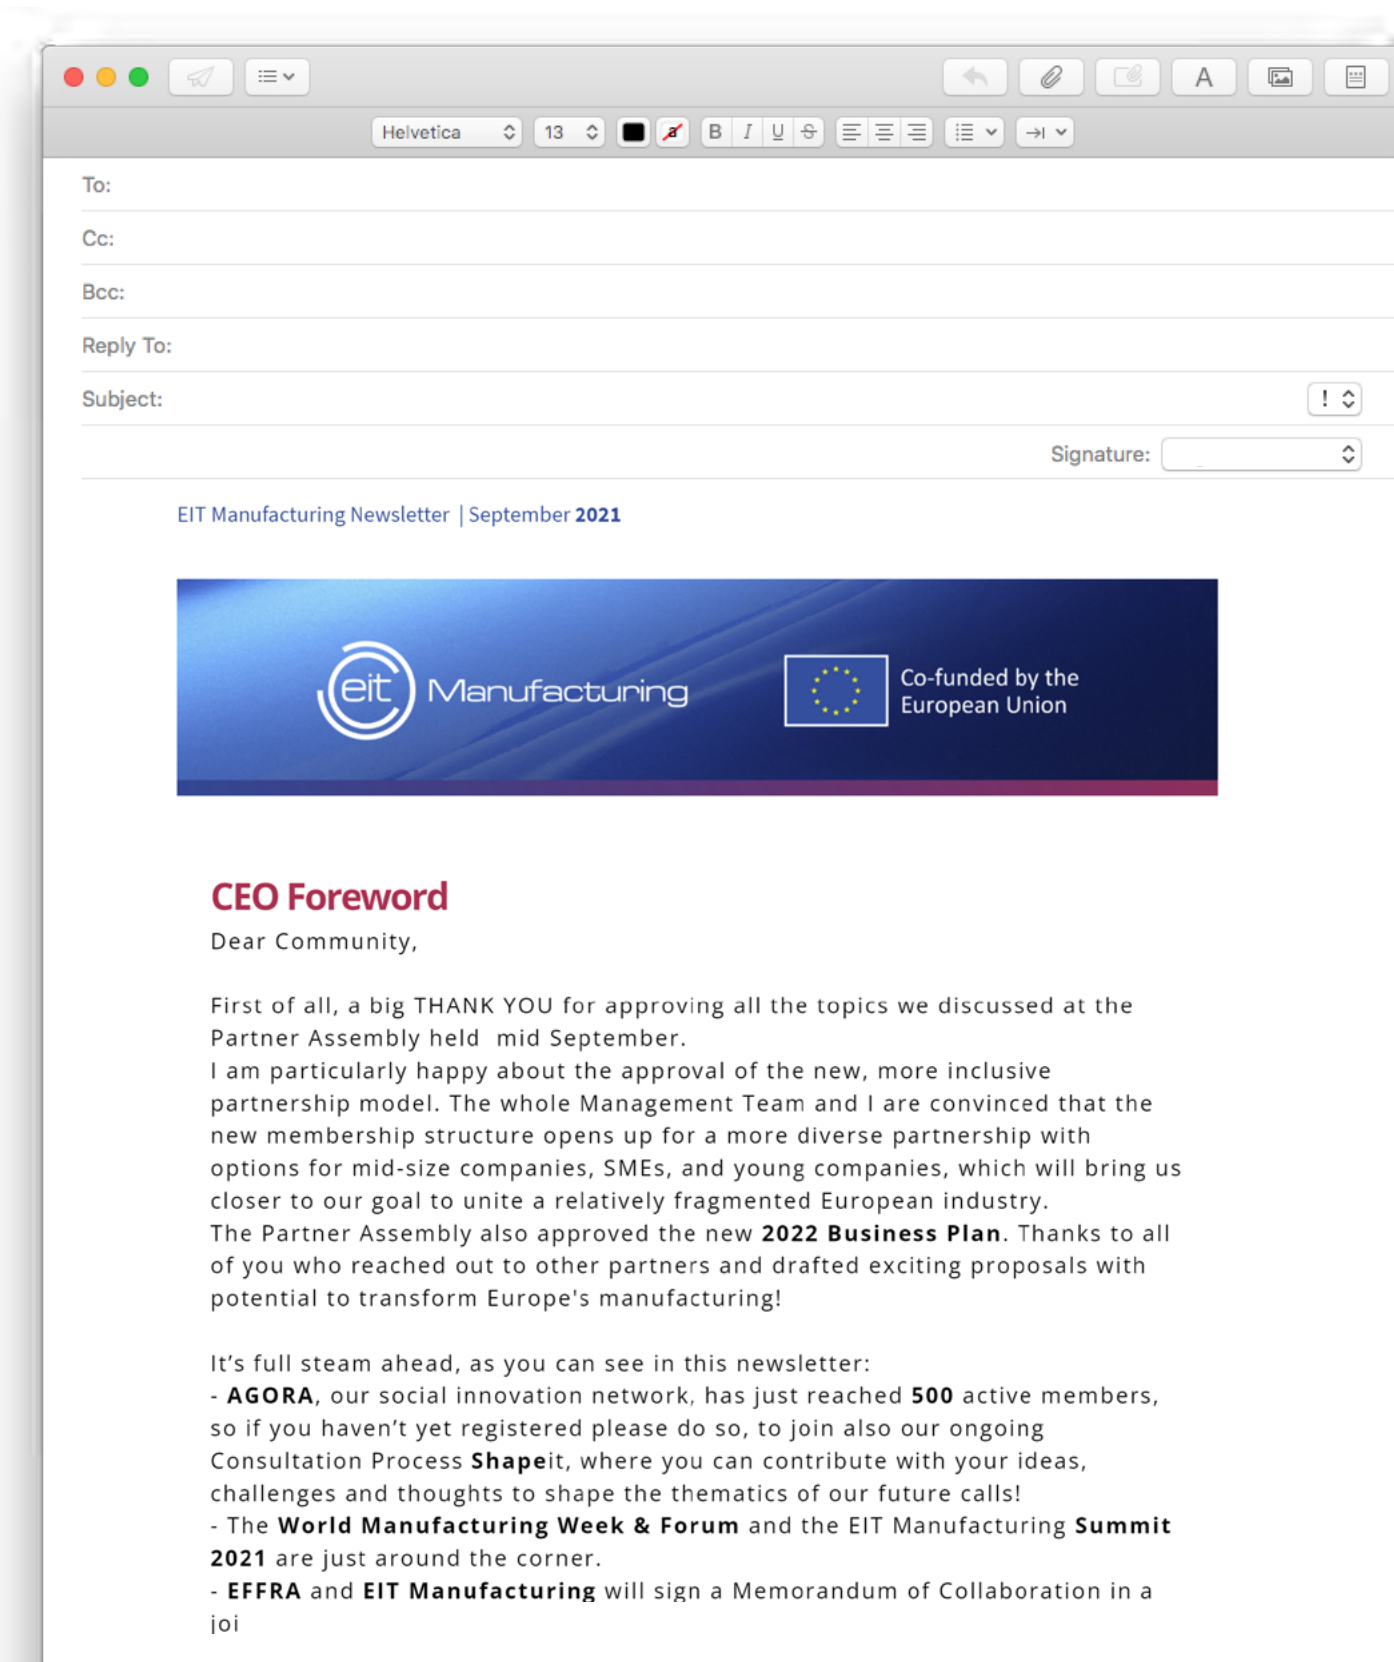 Helvetica 13 a B I U S
A
To:
Cc:
Bcc:
Reply To:
Subject: !
Signature:
EIT Manufacturing Newsletter | September 2021
eit Manufacturing
Co-funded by the
European Union
CEO Foreword
Dear Community,
First of all, a big THANK YOU for approving all the topics we discussed at the
Partner Assembly held  mid September.
I am particularly happy about the approval of the new, more inclusive
partnership model. The whole Management Team and I are convinced that the
new membership structure opens up for a more diverse partnership with
options for mid-size companies, SMEs, and young companies, which will bring us
closer to our goal to unite a relatively fragmented European industry.
The Partner Assembly also approved the new 2022 Business Plan. Thanks to all
of you who reached out to other partners and drafted exciting proposals with
potential to transform Europe's manufacturing!
It’s full steam ahead, as you can see in this newsletter:
- AGORA, our social innovation network, has just reached 500 active members,
so if you haven’t yet registered please do so, to join also our ongoing
Consultation Process Shapeit, where you can contribute with your ideas,
challenges and thoughts to shape the thematics of our future calls!
- The World Manufacturing Week & Forum and the EIT Manufacturing Summit
2021 are just around the corner.
- EFFRA and EIT Manufacturing will sign a Memorandum of Collaboration in a
joi